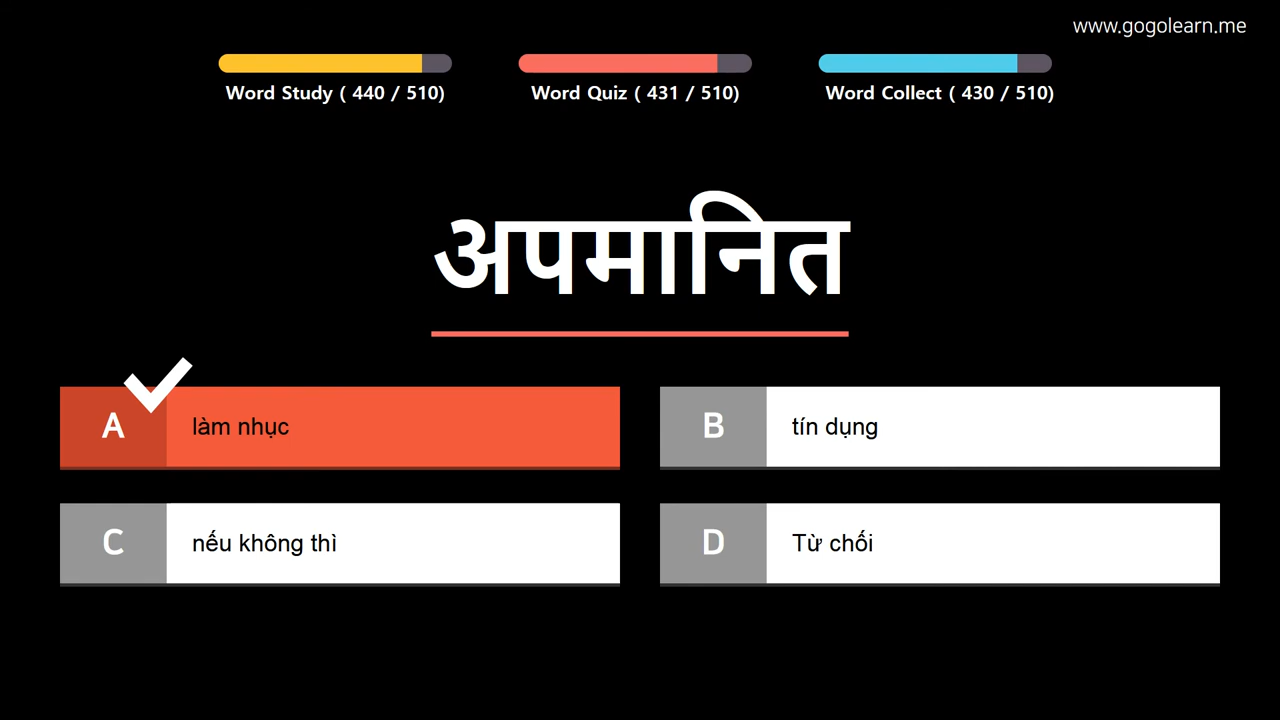 www.gogolearn.me
Word Study ( 440 / 510)
Word Quiz ( 431 / 510)
Word Collect ( 430 / 510)
अपमानित
A làm nhục
B tín dụng
C nếu không thì
D Từ chối